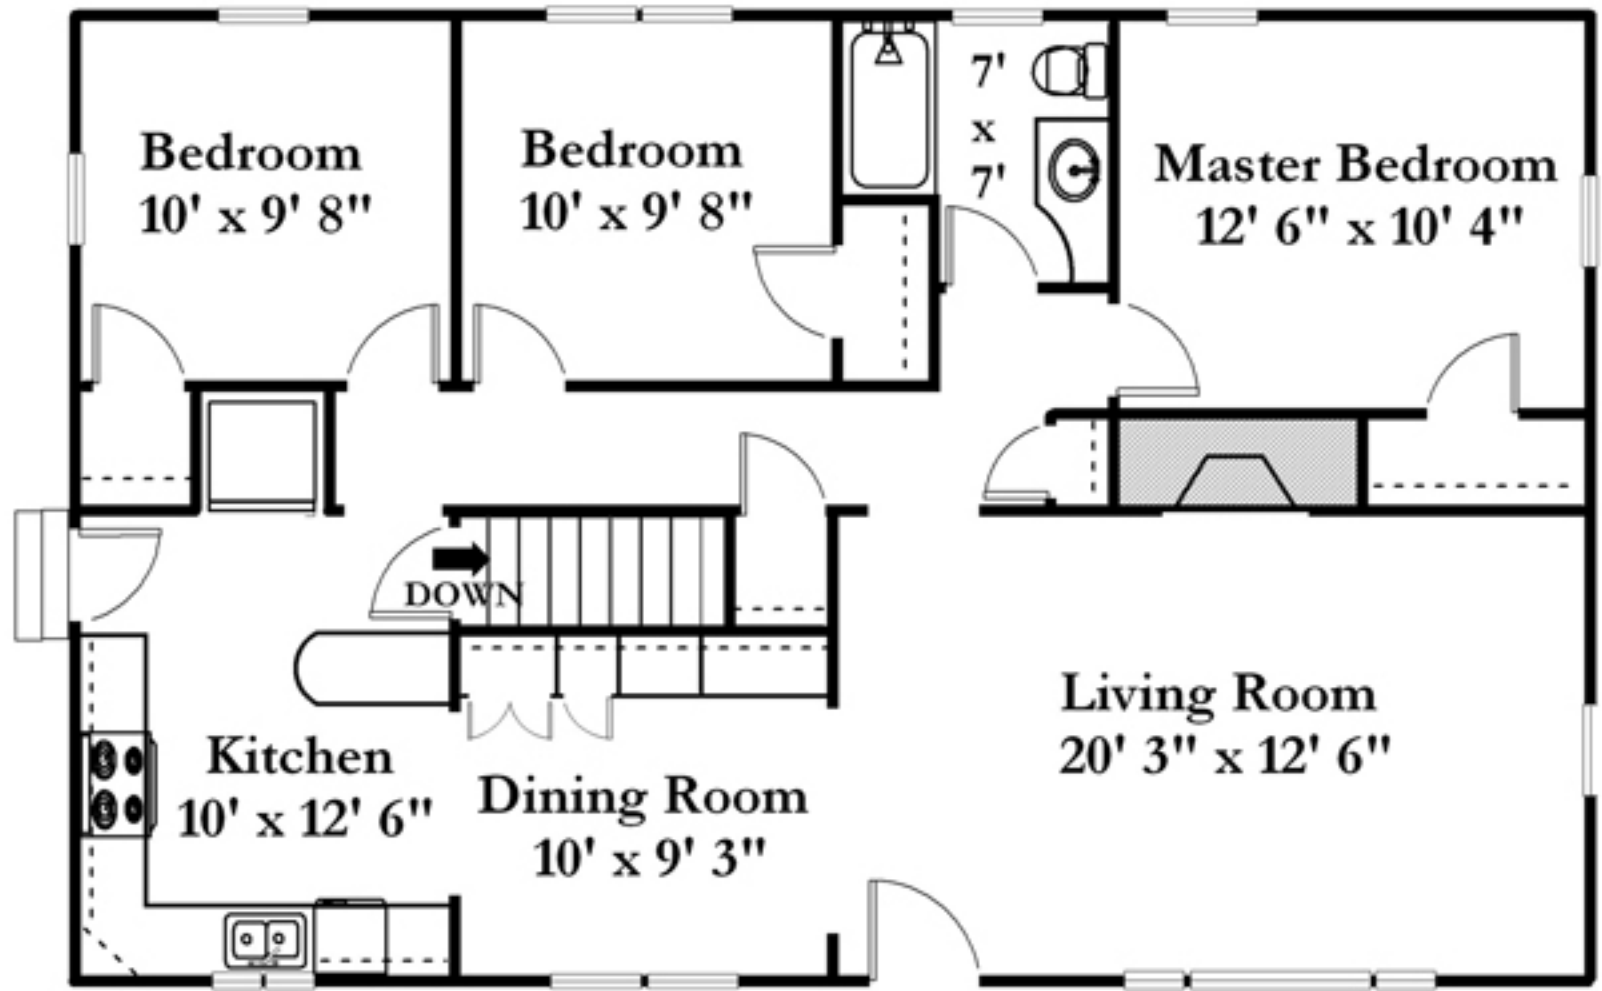 Bedroom
10' x 9' 8"
Bedroom
10' x 9' 8"
7'
x
7'
Master Bedroom
12' 6" x 10' 4"
DOWN
Kitchen
10' x 12' 6"
Dining Room
10' x 9' 3"
Living Room
20' 3" x 12' 6"